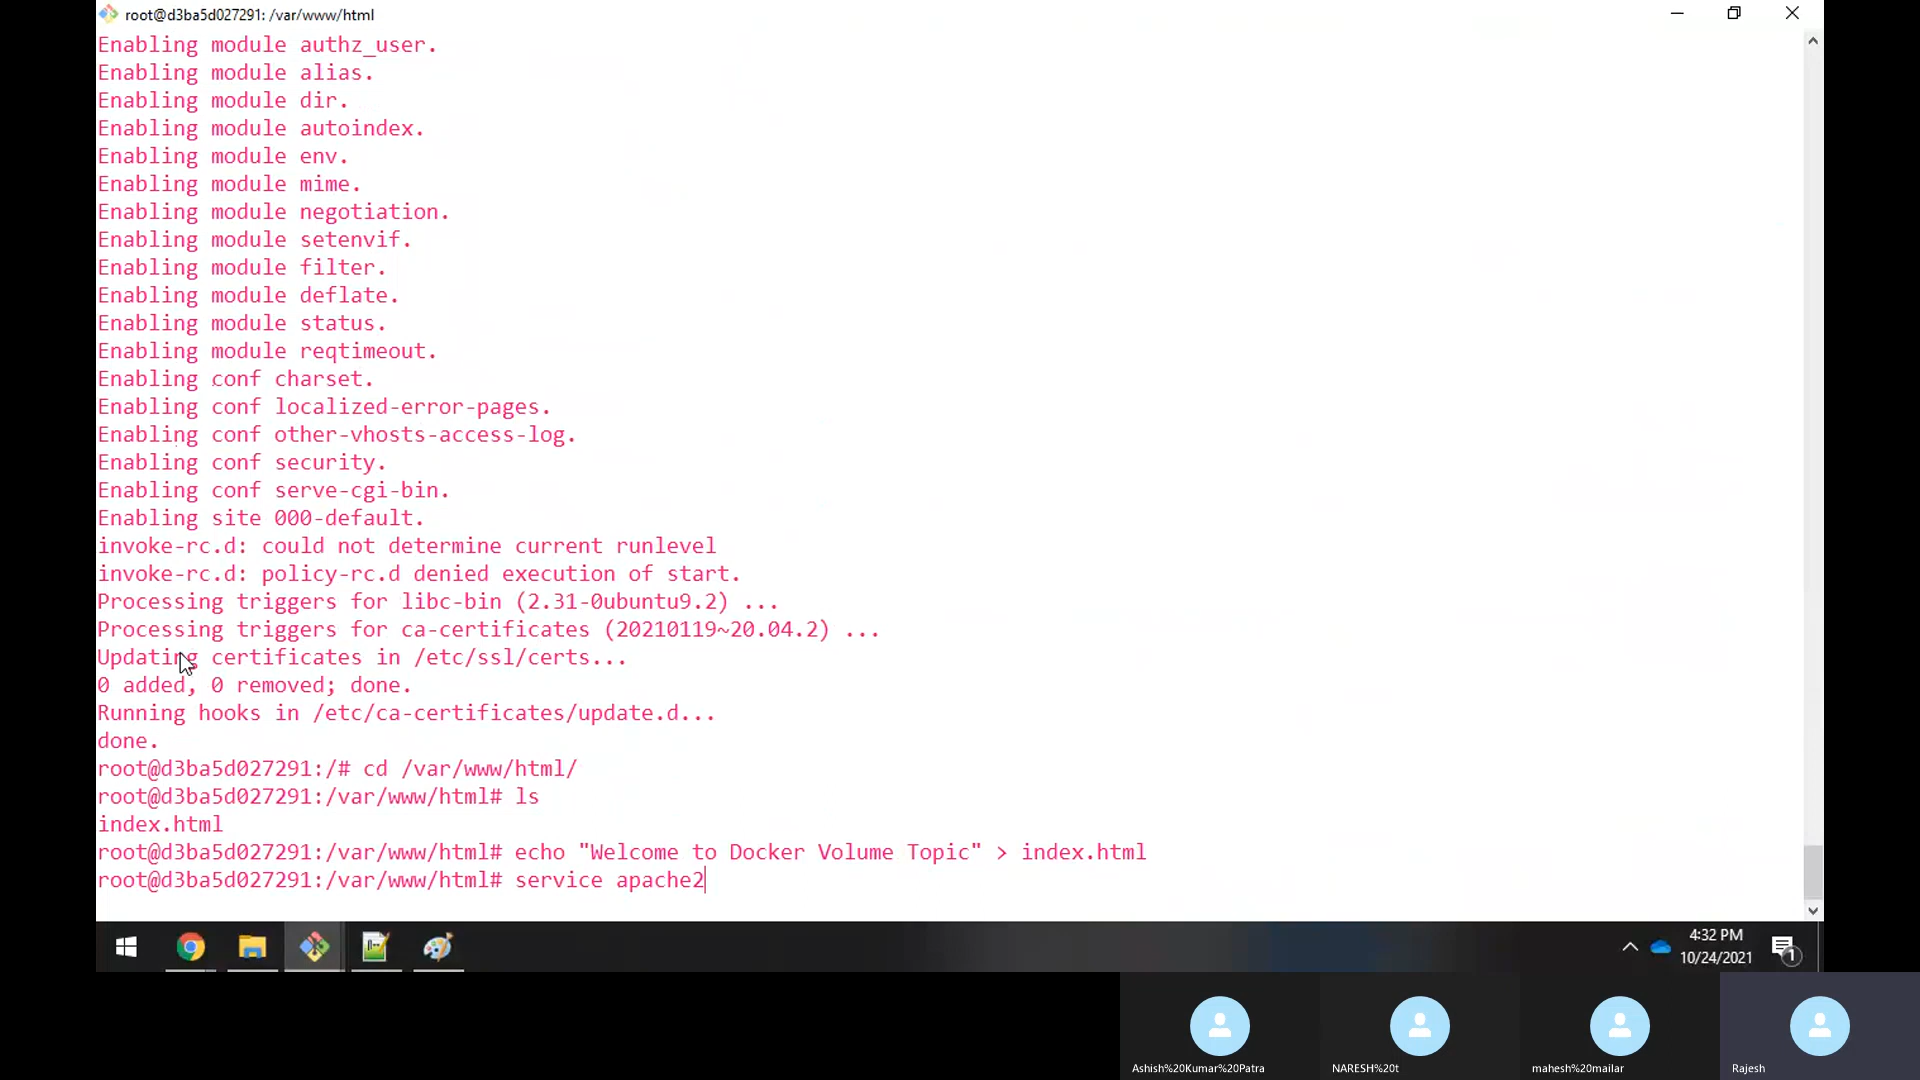 root@d3ba5d027291: /var/www/html
Enabling module authz_user.
Enabling module alias.
Enabling module dir.
Enabling module autoindex.
Enabling module env.
Enabling module mime.
Enabling module negotiation.
Enabling module setenvif.
Enabling module filter.
Enabling module deflate.
Enabling module status.
Enabling module reqtimeout.
Enabling conf charset.
Enabling conf localized-error-pages.
Enabling conf other-vhosts-access-log.
Enabling conf security.
Enabling conf serve-cgi-bin.
Enabling site 000-default.
invoke-rc.d: could not determine current runlevel
invoke-rc.d: policy-rc.d denied execution of start.
Processing triggers for libc-bin (2.31-0ubuntu9.2) ...
Processing triggers for ca-certificates (20210119~20.04.2) ...
Updating certificates in /etc/ssl/certs...
0 added, 0 removed; done.
Running hooks in /etc/ca-certificates/update.d...
done.
root@d3ba5d027291:/# cd /var/www/html/
root@d3ba5d027291:/var/www/html# ls
index.html
root@d3ba5d027291:/var/www/html# echo "Welcome to Docker Volume Topic" > index.html
root@d3ba5d027291:/var/www/html# service apache2
4:32 PM
10/24/2021
1
Ashish%20Kumar%20Patra
NARESH%20t
mahesh%20mailar
Rajesh